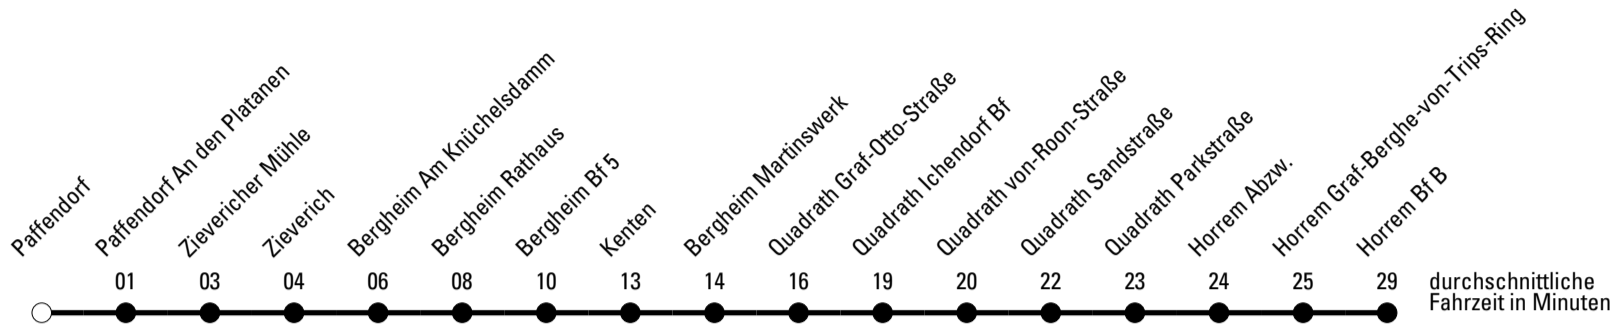 Paffendorf
Paffendorf An den Platanen
Zievericher Mühle
Zieverich
Bergheim Am Knüchelsdamm
Bergheim Rathaus
Bergheim Bf 5
Kenten
Bergheim Martinswerk
Quadrath Graf-Otto-Straße
Quadrath Ichendorf Bf
Quadrath von-Roon-Straße
Quadrath Sandstraße
Quadrath Parkstraße
Horrem Abzw.
Horrem Graf-Berghe-von-Trips-Ring
Horrem Bf B
01 03 04 06 08 10 13 14 16 19 20 22 23 24 25 29
durchschnittliche
Fahrzeit in Minuten